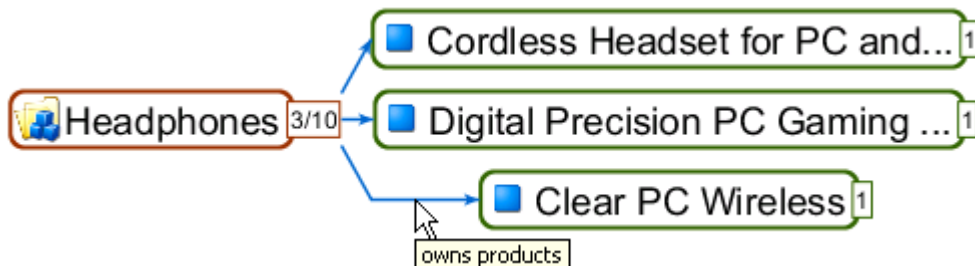 Cordless Headset for PC and...
1
Headphones
3/10
Digital Precision PC Gaming ...
1
Clear PC Wireless
1
owns products